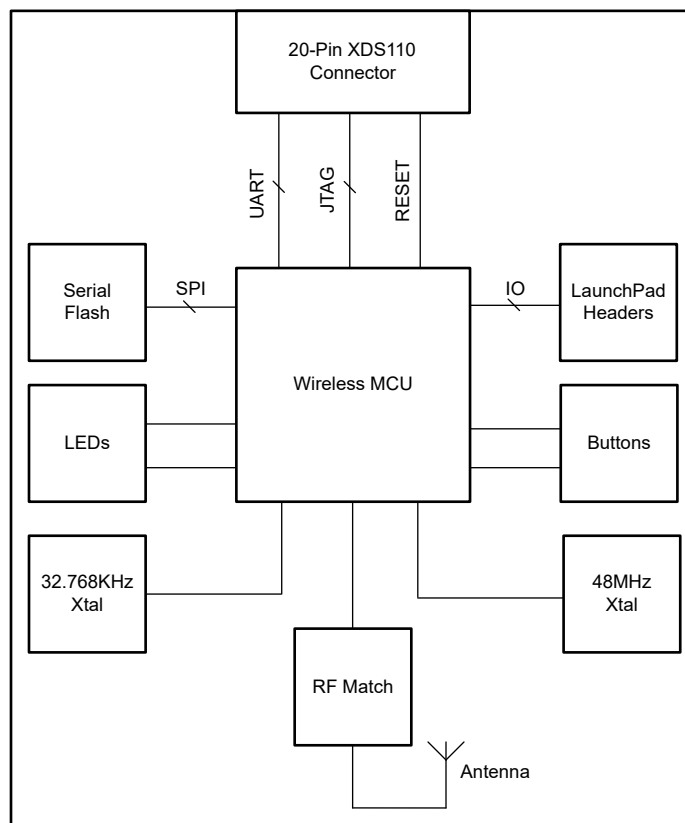 20-Pin XDS110
Connector
UART
JTAG
RESET
Serial
Flash
SPI
IO
LaunchPad
Headers
Wireless MCU
LEDs
Buttons
32.768KHz
Xtal
48MHz
Xtal
RF Match
Antenna